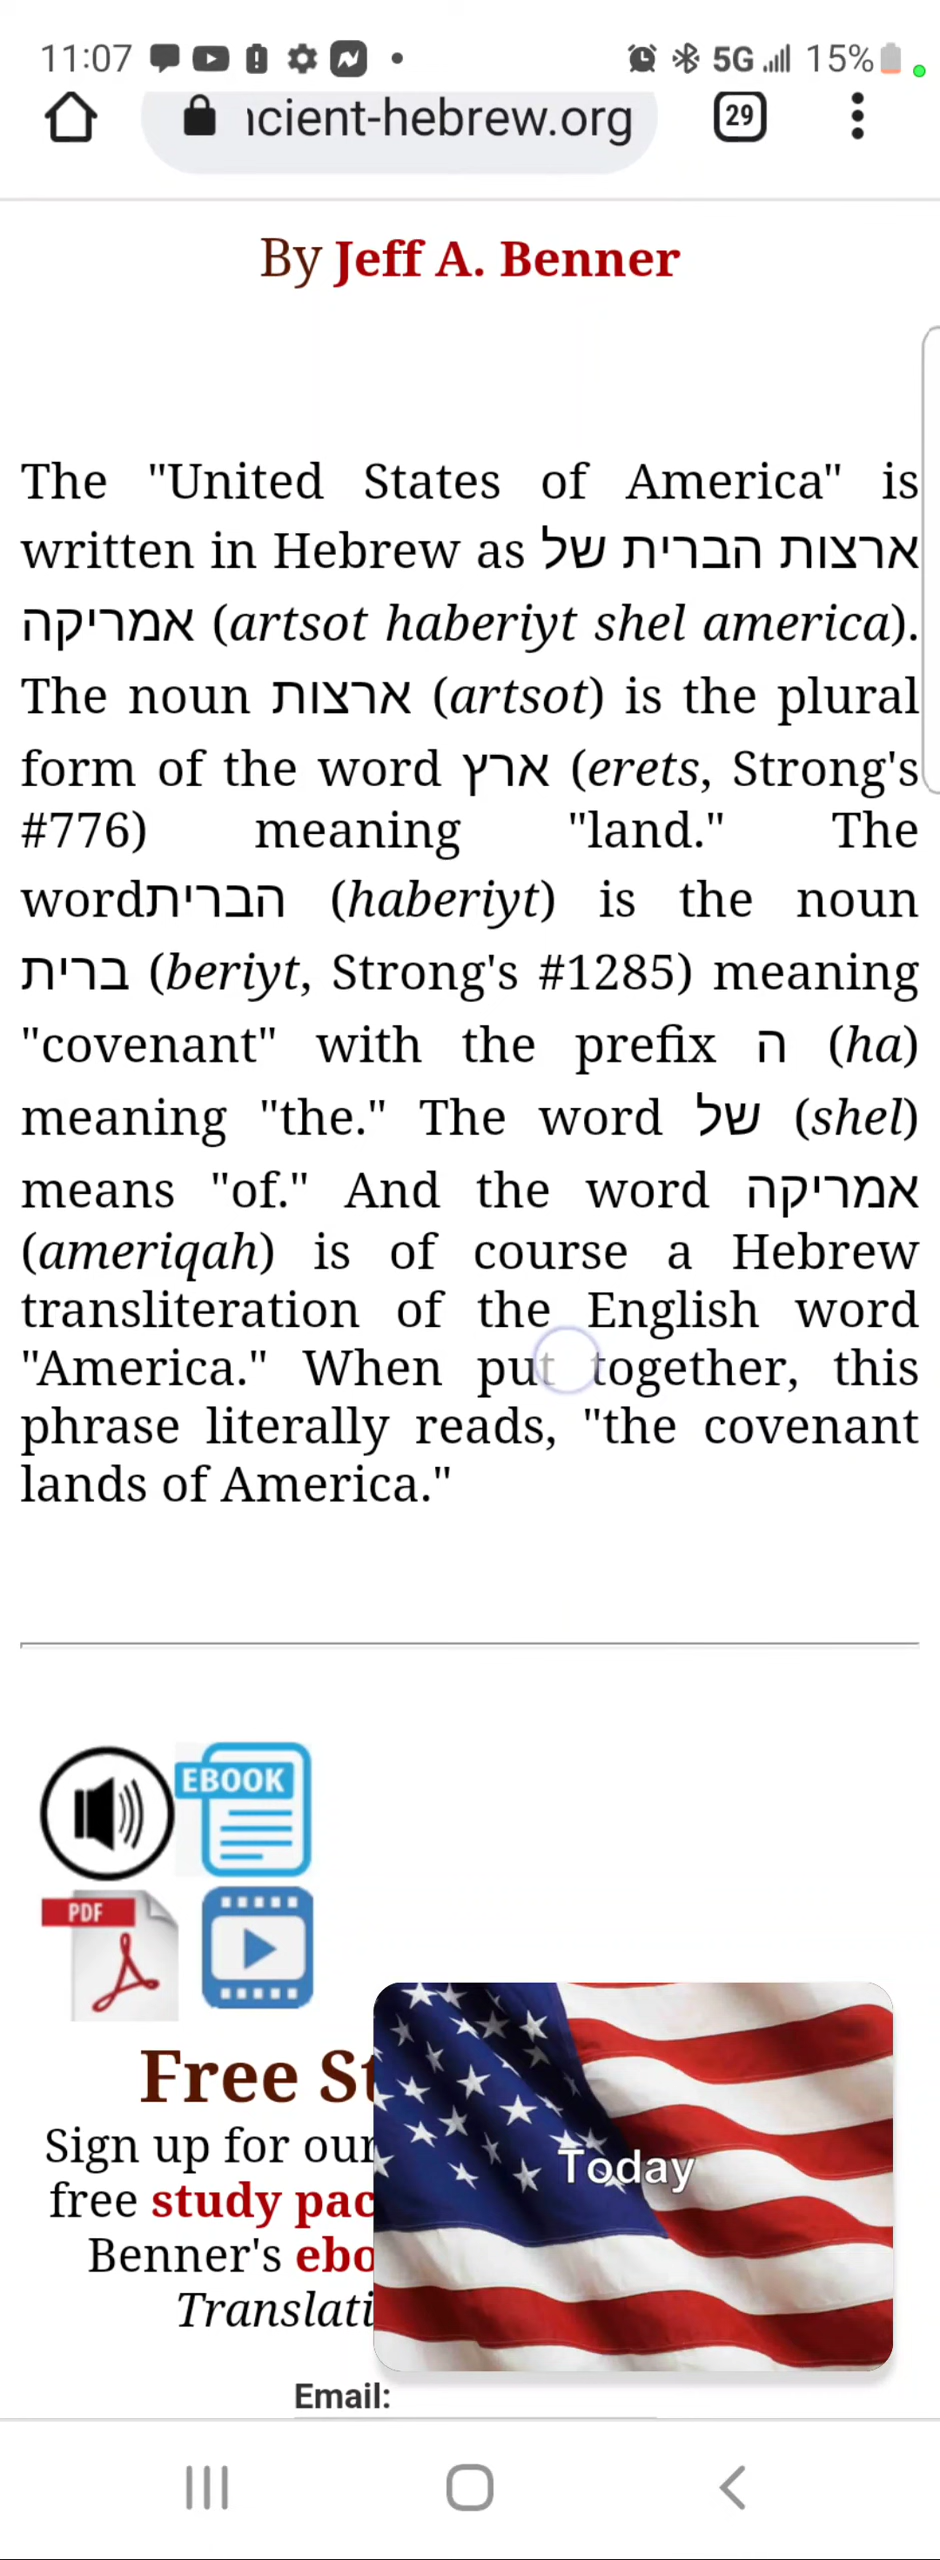 11:07
5G
15%
ncient-hebrew.org
29
By Jeff A. Benner
The "United States of America" is
written in Hebrew as ארצות הברית של
אמריקה (artsot haberiyt shel america).
The noun ארצות (artsot) is the plural
form of the word ארץ (erets, Strong's
#776) meaning "land." The
wordהברית (haberiyt) is the noun
ברית (beriyt, Strong's #1285) meaning
"covenant" with the prefix ה (ha)
meaning "the." The word של (shel)
means "of." And the word אמריקה
(ameriqah) is of course a Hebrew
transliteration of the English word
"America." When put together, this
phrase literally reads, "the covenant
lands of America."
EBOOK
PDF
Free St
Sign up for our
free study pac
Benner's ebo
Translati
Today
Email: